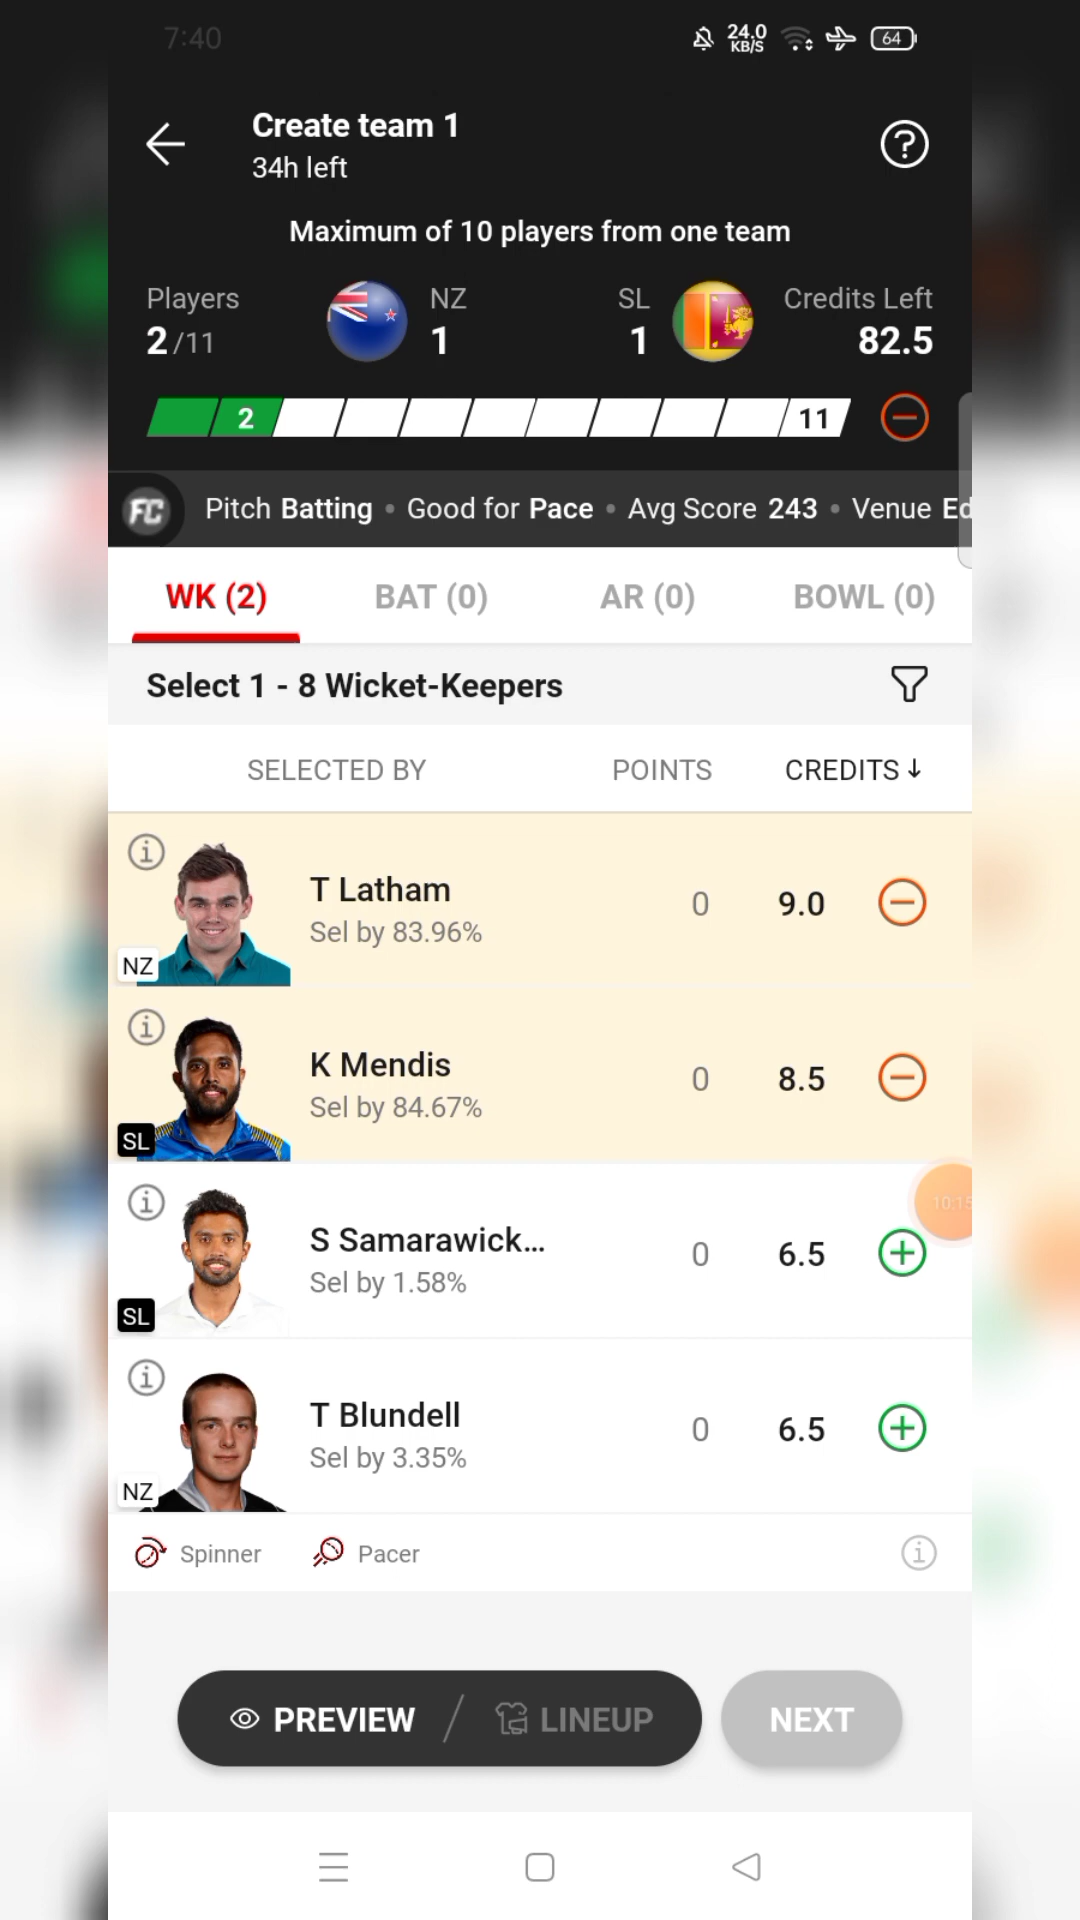 7:40
24.0
KB/S
64
Create team 1
34h left
Maximum of 10 players from one team
Players
2/11
NZ
1
SL
1
Credits Left
82.5
2
11
FC
Pitch Batting • Good for Pace • Avg Score 243 • Venue Ed
WK (2) BAT (0) AR (0) BOWL (0)
Select 1 - 8 Wicket-Keepers
SELECTED BY POINTS CREDITS↓
T Latham
Sel by 83.96%
0
9.0
NZ
K Mendis
Sel by 84.67%
0
8.5
SL
10:15
S Samarawick...
Sel by 1.58%
0
6.5
SL
T Blundell
Sel by 3.35%
0
6.5
NZ
Spinner Pacer
PREVIEW / LINEUP NEXT